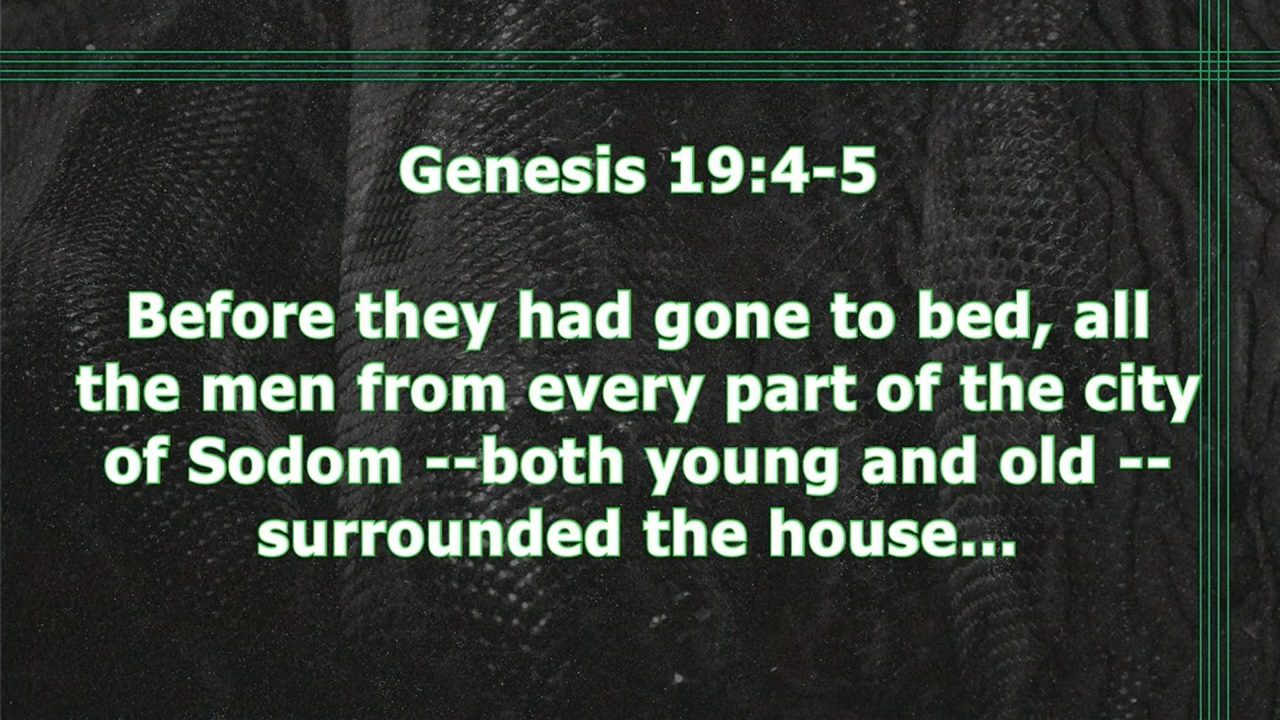 Genesis 19:4-5
Before they had gone to bed, all
the men from every part of the city
of Sodom --both young and old --
surrounded the house...